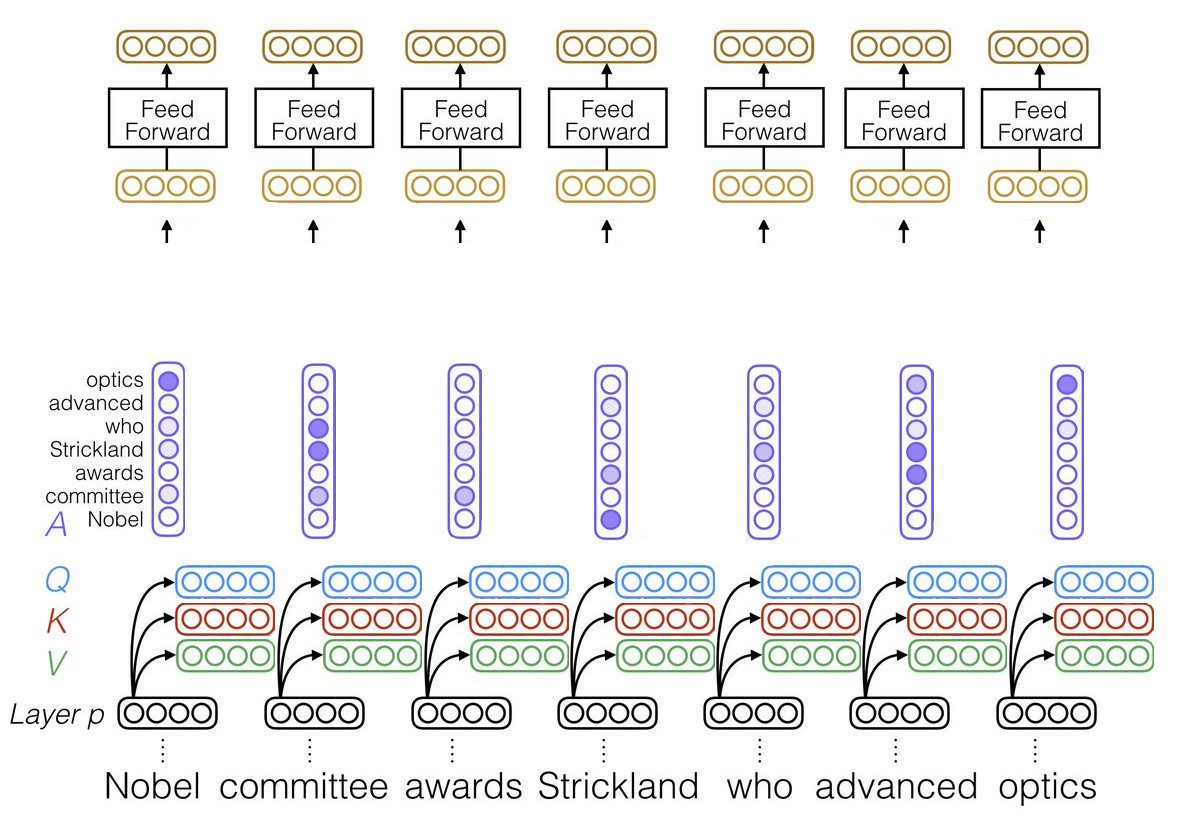 Feed Forward
Feed Forward
Feed Forward
Feed Forward
Feed Forward
Feed Forward
Feed Forward
optics
advanced
who
Strickland
awards
committee
A Nobel
Q
K
V
Layer p
Nobel committee awards Strickland who advanced optics